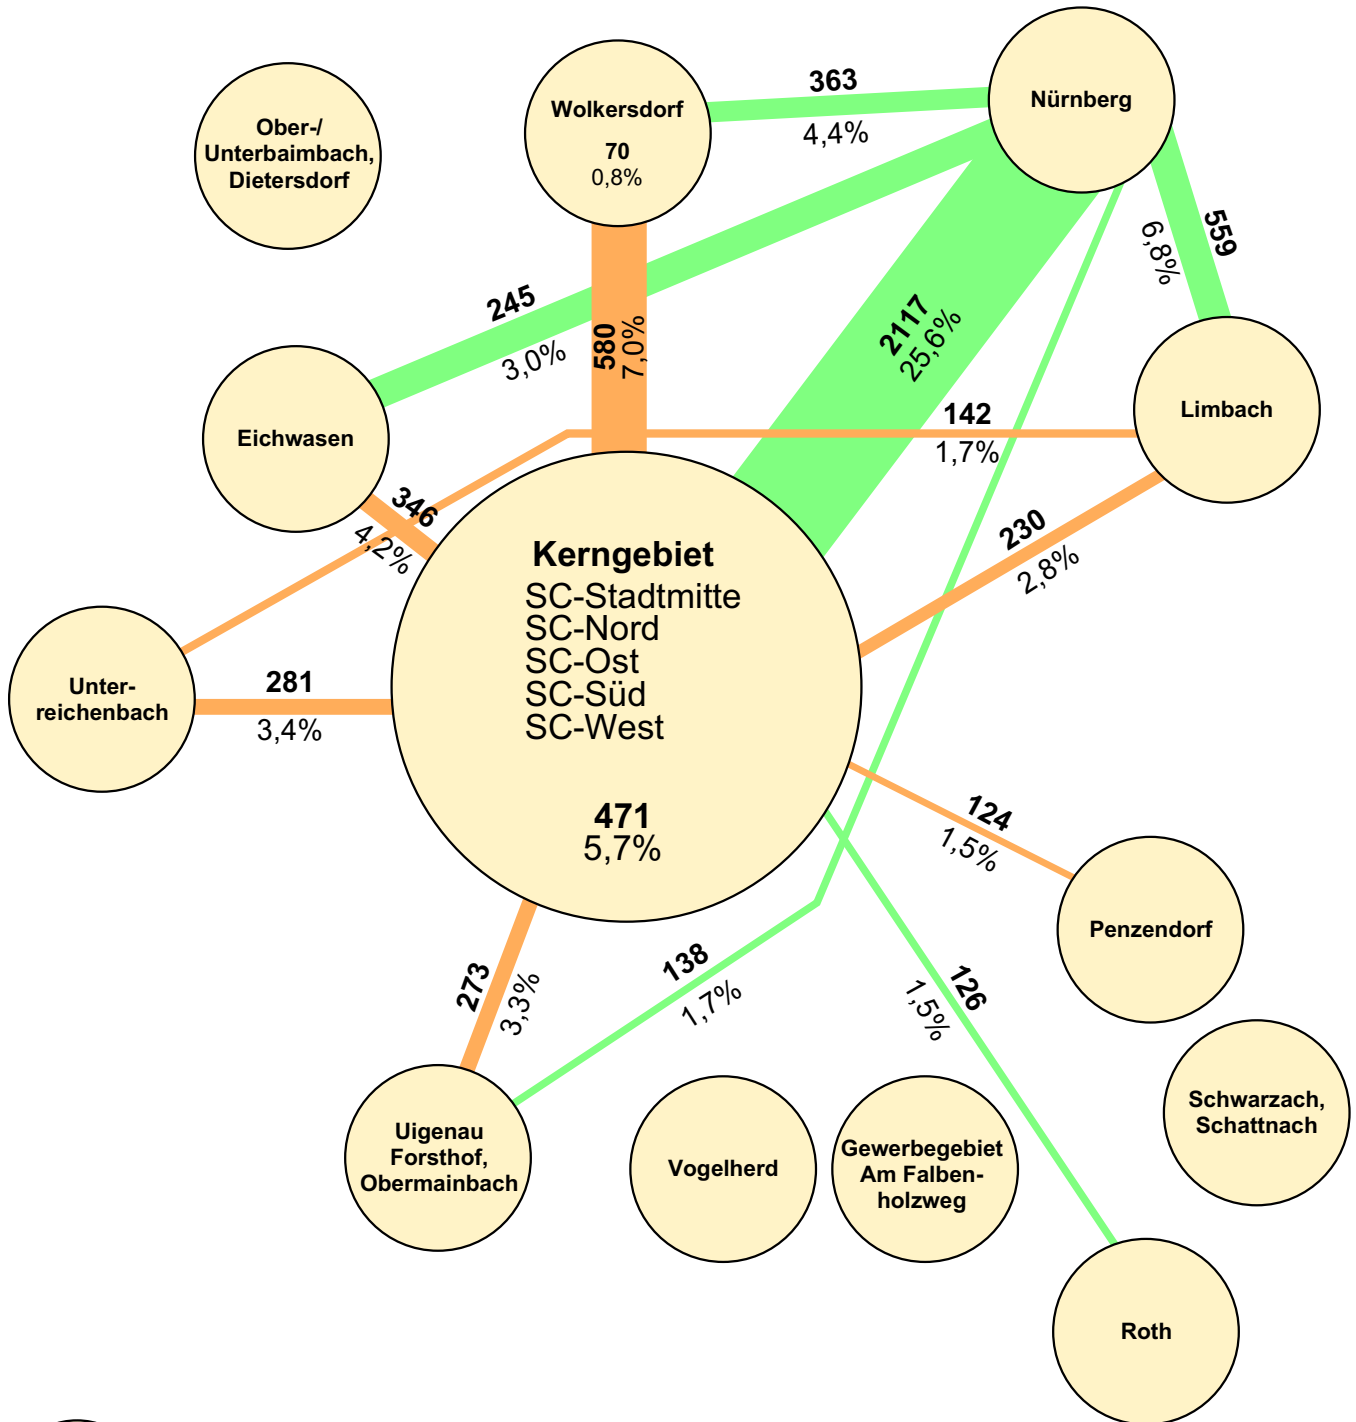 Ober-/
Unterbaimbach,
Dietersdorf
Wolkersdorf
70
0,8%
363
4,4%
Nürnberg
559
6,8%
245
3,0%
580
7,0%
2117
25,6%
Eichwasen
142
1,7%
Limbach
346
4,2%
230
2,8%
Kerngebiet
SC-Stadtmitte
SC-Nord
SC-Ost
SC-Süd
SC-West
471
5,7%
Unter-
reichenbach
281
3,4%
124
1,5%
Penzendorf
273
3,3%
138
1,7%
126
1,5%
Uigenau
Forsthof,
Obermainbach
Vogelherd
Gewerbegebiet
Am Falben-
holzweg
Schwarzach,
Schattnach
Roth